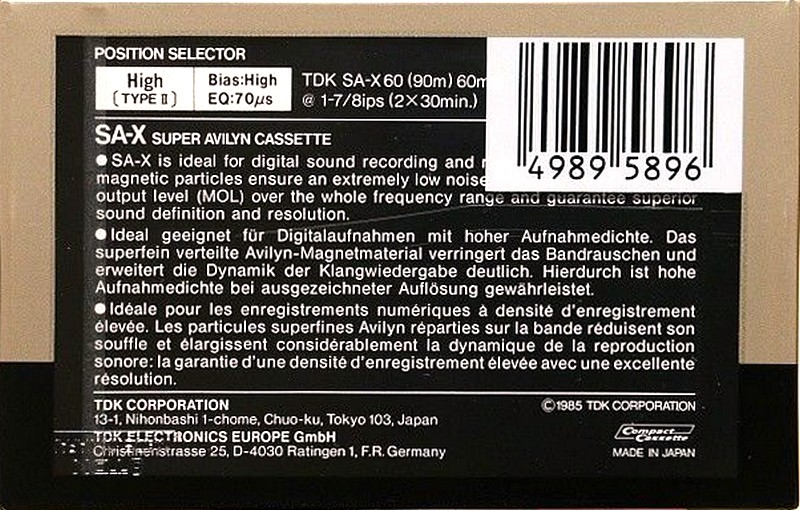 POSITION SELECTOR
High
[TYPE II]
Bias:High
EQ:70μs
TDK SA-X60 (90m) 60m
@ 1-7/8ips (2×30min.)
4989 5896
SA-X SUPER AVILYN CASSETTE
● SA-X is ideal for digital sound recording and
magnetic particles ensure an extremely low noise
output level (MOL) over the whole frequency range and guarantee superior
sound definition and resolution.
● Ideal geeignet für Digitalaufnahmen mit hoher Aufnahmedichte. Das
superfein verteilte Avilyn-Magnetmaterial verringert das Bandrauschen und
erweitert die Dynamik der Klangwiedergabe deutlich. Hierdurch ist hohe
Aufnahmedichte bei ausgezeichneter Auflösung gewährleistet.
● Idéale pour les enregistrements numériques à densité d'enregistrement
élevée. Les particules superfines Avilyn réparties sur la bande réduisent son
souffle et élargissent considérablement la dynamique de la reproduction
sonore: la garantie d'une densité d'enregistrement élevée avec une excellente
résolution.
TDK CORPORATION
©1985 TDK CORPORATION
13-1, Nihonbashi 1-chome, Chuo-ku, Tokyo 103, Japan
TDK ELECTRONICS EUROPE GmbH
Compact
Cassette
Christinenstrasse 25, D-4030 Ratingen 1, F.R. Germany
MADE IN JAPAN